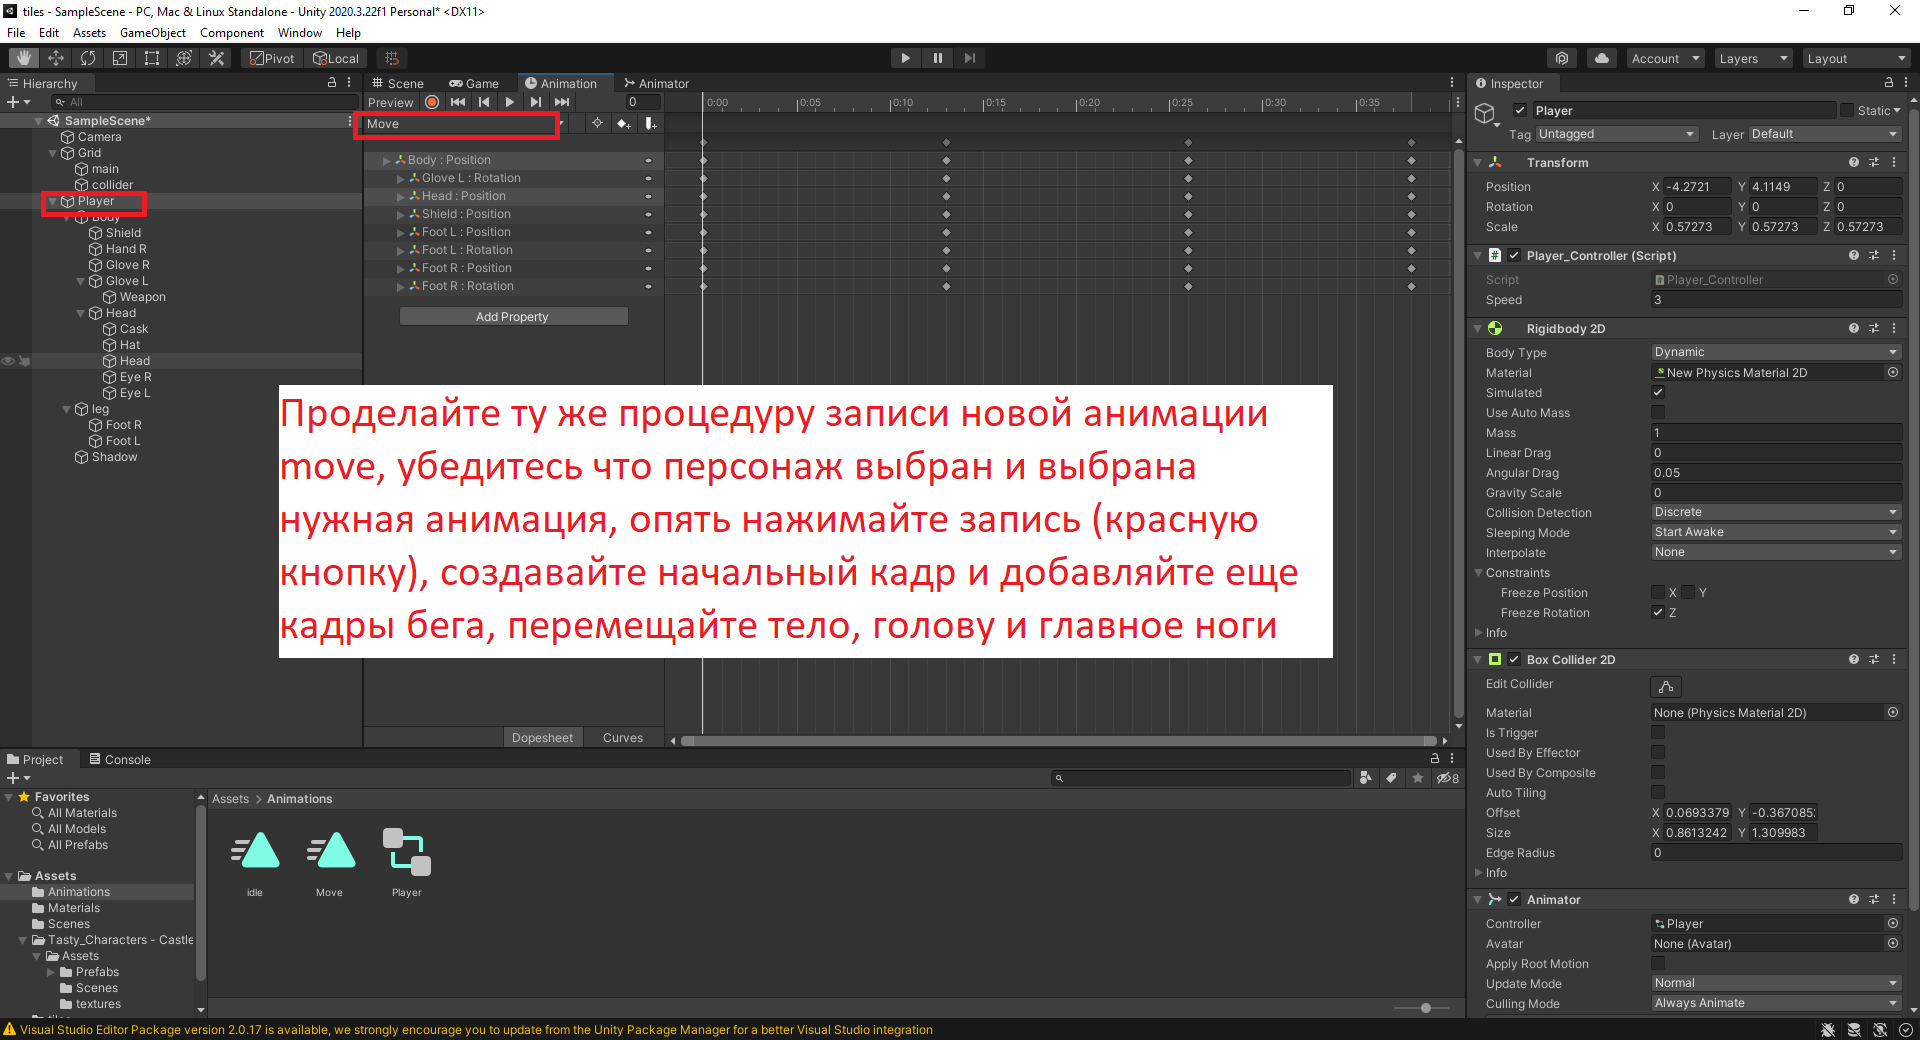 tiles - SampleScene - PC, Mac & Linux Standalone - Unity 2020.3.22f1 Personal* <DX11>
File Edit Assets GameObject Component Window Help
Pivot Local Account Layers Layout
Hierarchy
All
SampleScene*
Camera
Grid
main
collider
Player
Body
Shield
Hand R
Glove R
Glove L
Weapon
Head
Cask
Hat
Head
Eye R
Eye L
leg
Foot R
Foot L
Shadow
Scene Game Animation Animator
Preview 0
Move
0:00 0:05 0:10 0:15 0:20 0:25 0:30 0:35
Body : Position
Glove L : Rotation
Head : Position
Shield : Position
Foot L : Position
Foot L : Rotation
Foot R : Position
Foot R : Rotation
Add Property
Проделайте ту же процедуру записи новой анимации
move, убедитесь что персонаж выбран и выбрана
нужная анимация, опять нажимайте запись (красную
кнопку), создавайте начальный кадр и добавляйте еще
кадры бега, перемещайте тело, голову и главное ноги
Dopesheet Curves
Inspector
Player Static
Tag Untagged Layer Default
Transform
Position X -4.2721 Y 4.1149 Z 0
Rotation X 0 Y 0 Z 0
Scale X 0.57273 Y 0.57273 Z 0.57273
# Player_Controller (Script)
Script Player_Controller
Speed 3
Rigidbody 2D
Body Type Dynamic
Material New Physics Material 2D
Simulated
Use Auto Mass
Mass 1
Linear Drag 0
Angular Drag 0.05
Gravity Scale 0
Collision Detection Discrete
Sleeping Mode Start Awake
Interpolate None
Constraints
Freeze Position X Y
Freeze Rotation Z
Info
Box Collider 2D
Edit Collider
Material None (Physics Material 2D)
Is Trigger
Used By Effector
Used By Composite
Auto Tiling
Offset X 0.0693379 Y -0.367085
Size X 0.8613242 Y 1.309983
Edge Radius 0
Info
Animator
Controller Player
Avatar None (Avatar)
Apply Root Motion
Update Mode Normal
Culling Mode Always Animate
Project Console
8
Favorites
All Materials
All Models
All Prefabs
Assets
Animations
Materials
Scenes
Tasty_Characters - Castle
Assets
Prefabs
Scenes
textures
Assets > Animations
idle Move Player
Visual Studio Editor Package version 2.0.17 is available, we strongly encourage you to update from the Unity Package Manager for a better Visual Studio integration